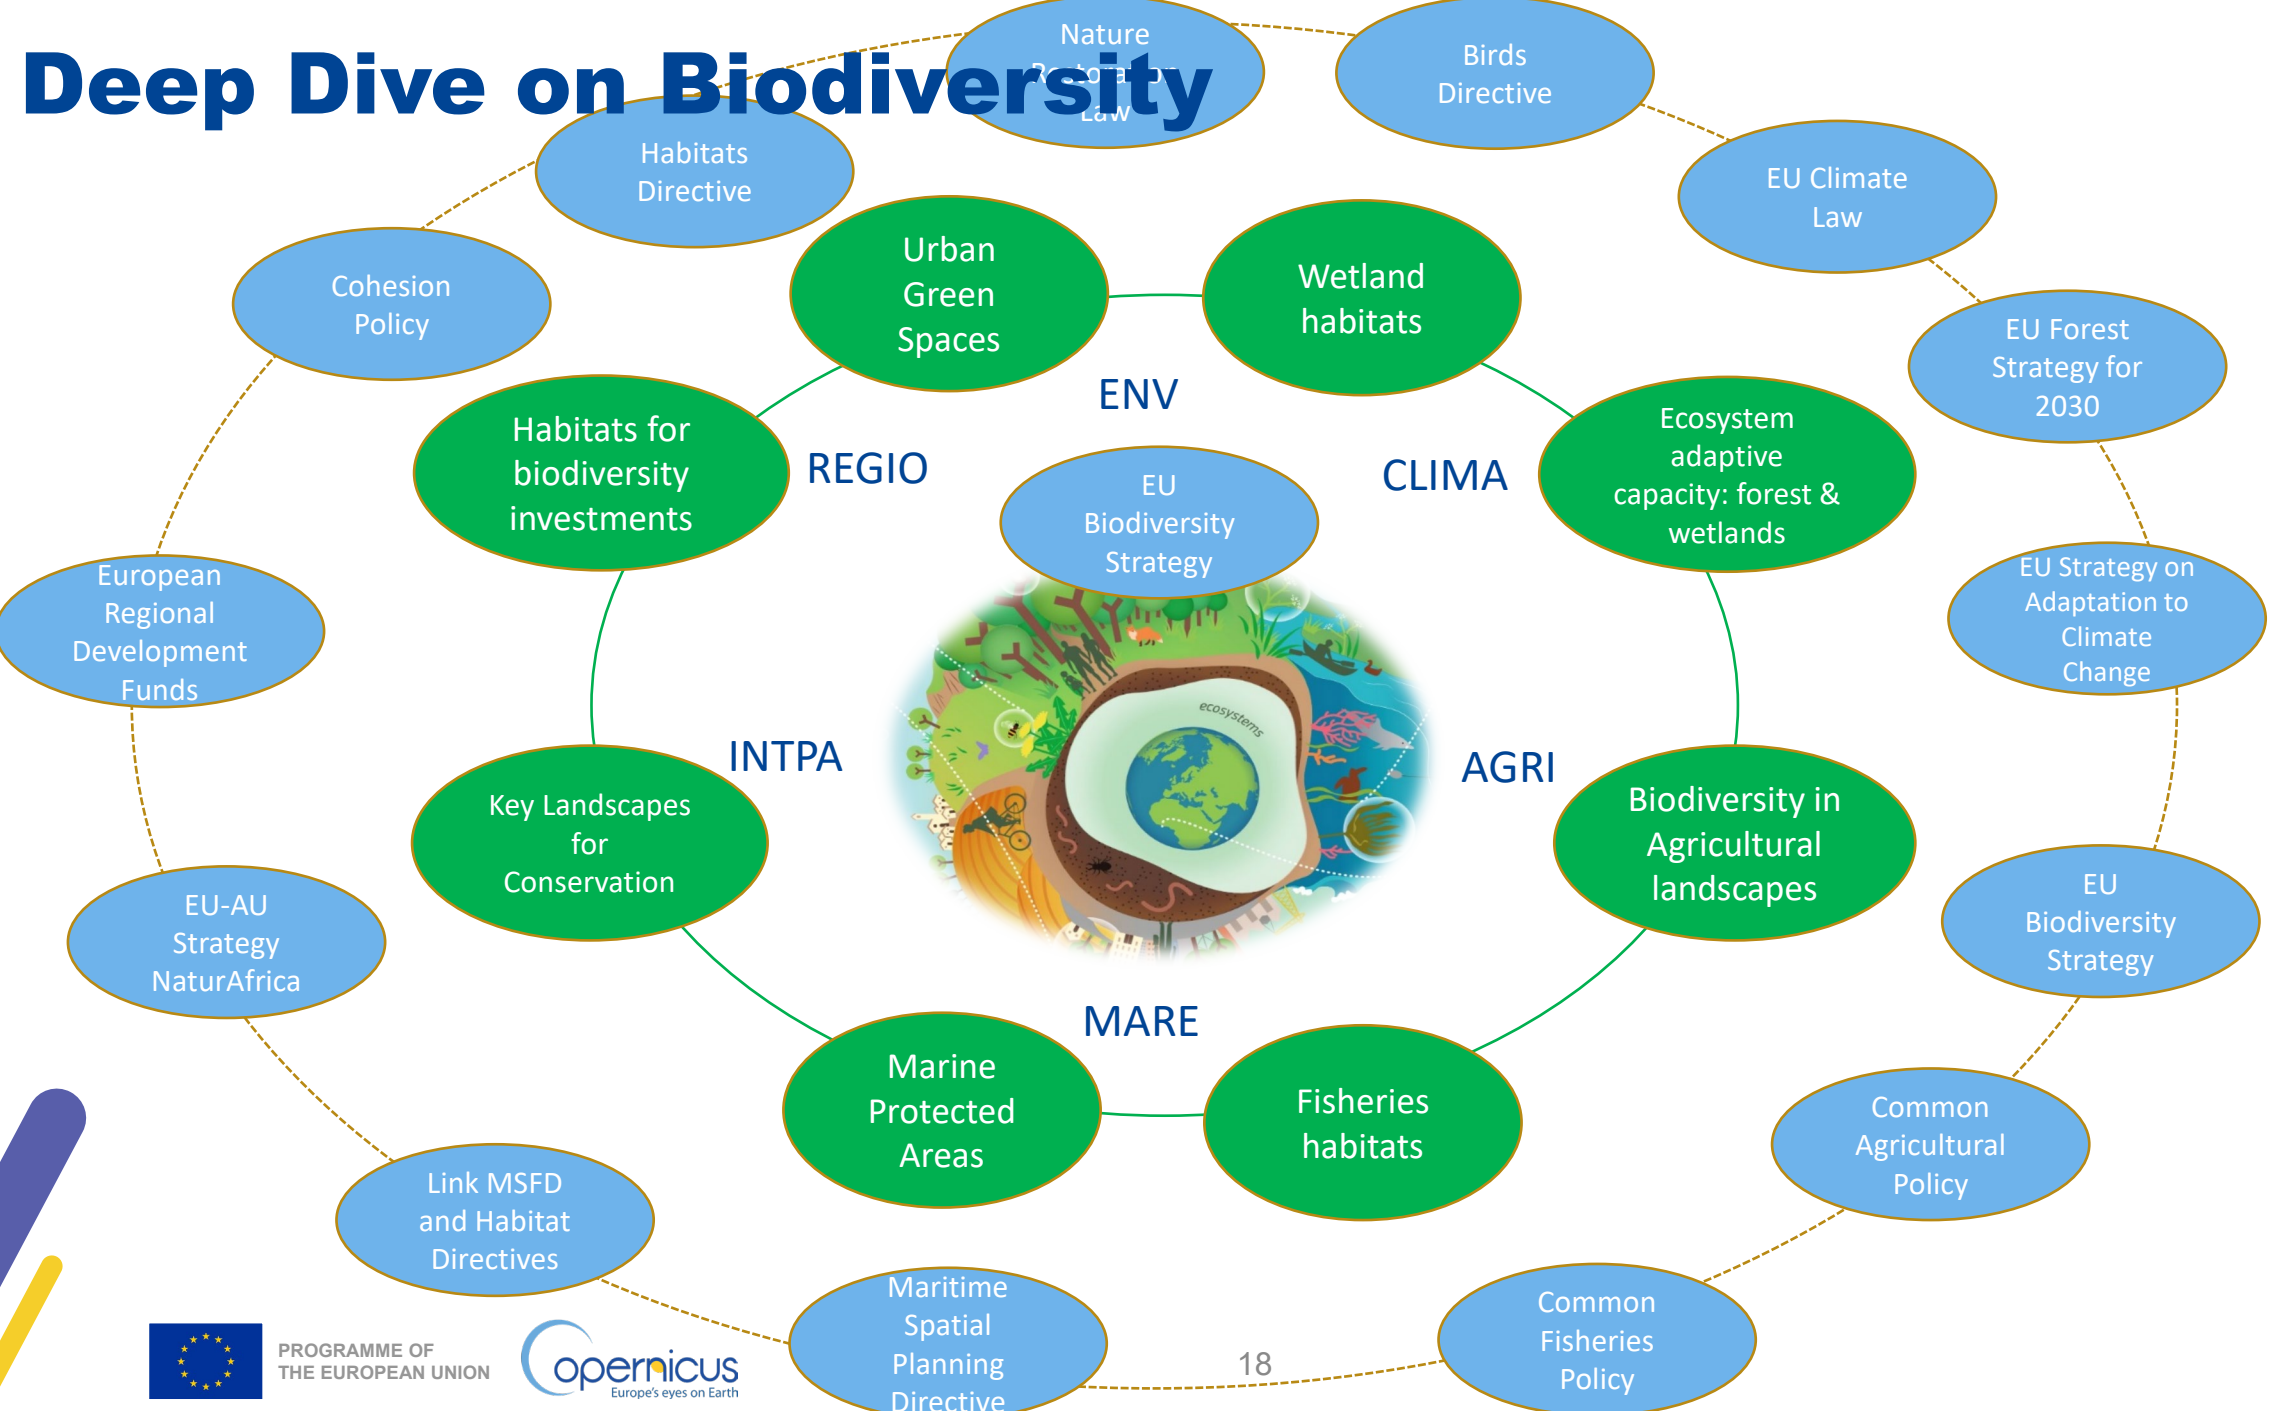 Deep Dive on Biodiversity
Nature
Restoration
Law
Birds
Directive
Habitats
Directive
EU Climate
Law
Cohesion
Policy
EU Forest
Strategy for
2030
European
Regional
Development
Funds
EU Strategy on
Adaptation to
Climate
Change
EU-AU
Strategy
NaturAfrica
EU
Biodiversity
Strategy
Link MSFD
and Habitat
Directives
Common
Agricultural
Policy
Maritime
Spatial
Planning
Directive
Common
Fisheries
Policy
Urban
Green
Spaces
Wetland
habitats
Habitats for
biodiversity
investments
Ecosystem
adaptive
capacity: forest &
wetlands
Key Landscapes
for
Conservation
Biodiversity in
Agricultural
landscapes
Marine
Protected
Areas
Fisheries
habitats
ENV
REGIO
CLIMA
INTPA
AGRI
MARE
EU
Biodiversity
Strategy
ecosystems
PROGRAMME OF
THE EUROPEAN UNION
opernicus
Europe's eyes on Earth
18